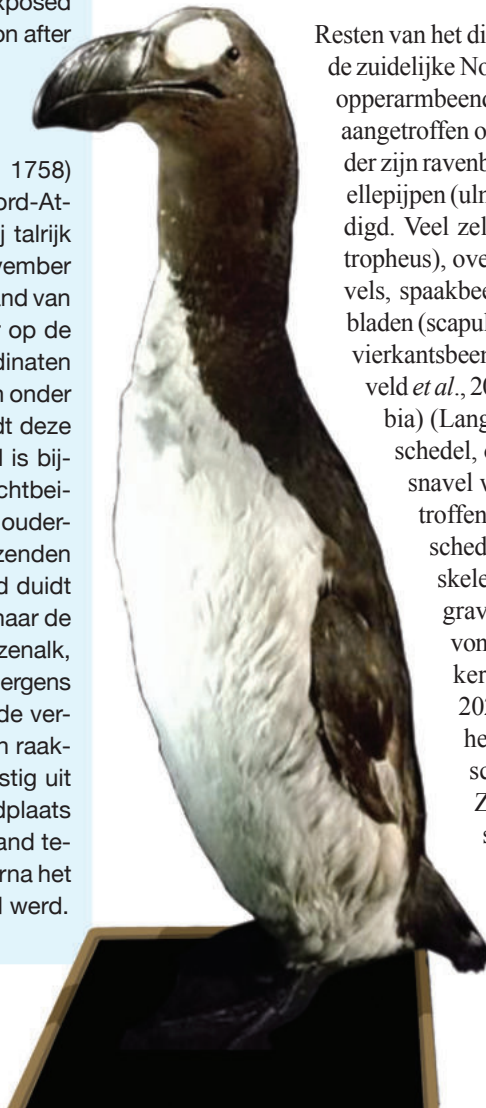 xposed
on after
1758)
ord-At-
j talrijk
vember
and van
r op de
dinaten
n onder
dt deze
l is bij-
chtbei-
ouder-
zenden
d duidt
naar de
zenalk,
ergens
de ver-
n raak-
stig uit
dplaats
and te-
rna het
l werd.
Resten van het di
de zuidelijke No
opperarmbeend
aangetroffen o
der zijn ravenb
ellepijpen (uln
digd. Veel zel
tropheus), ove
vels, spaakbee
bladen (scapul
vierkantsbeen
veld et al., 20
bia) (Lang
schedel, o
snavel v
troffen
sched
skele
grav
von
ker
202
he
sc
Z
s